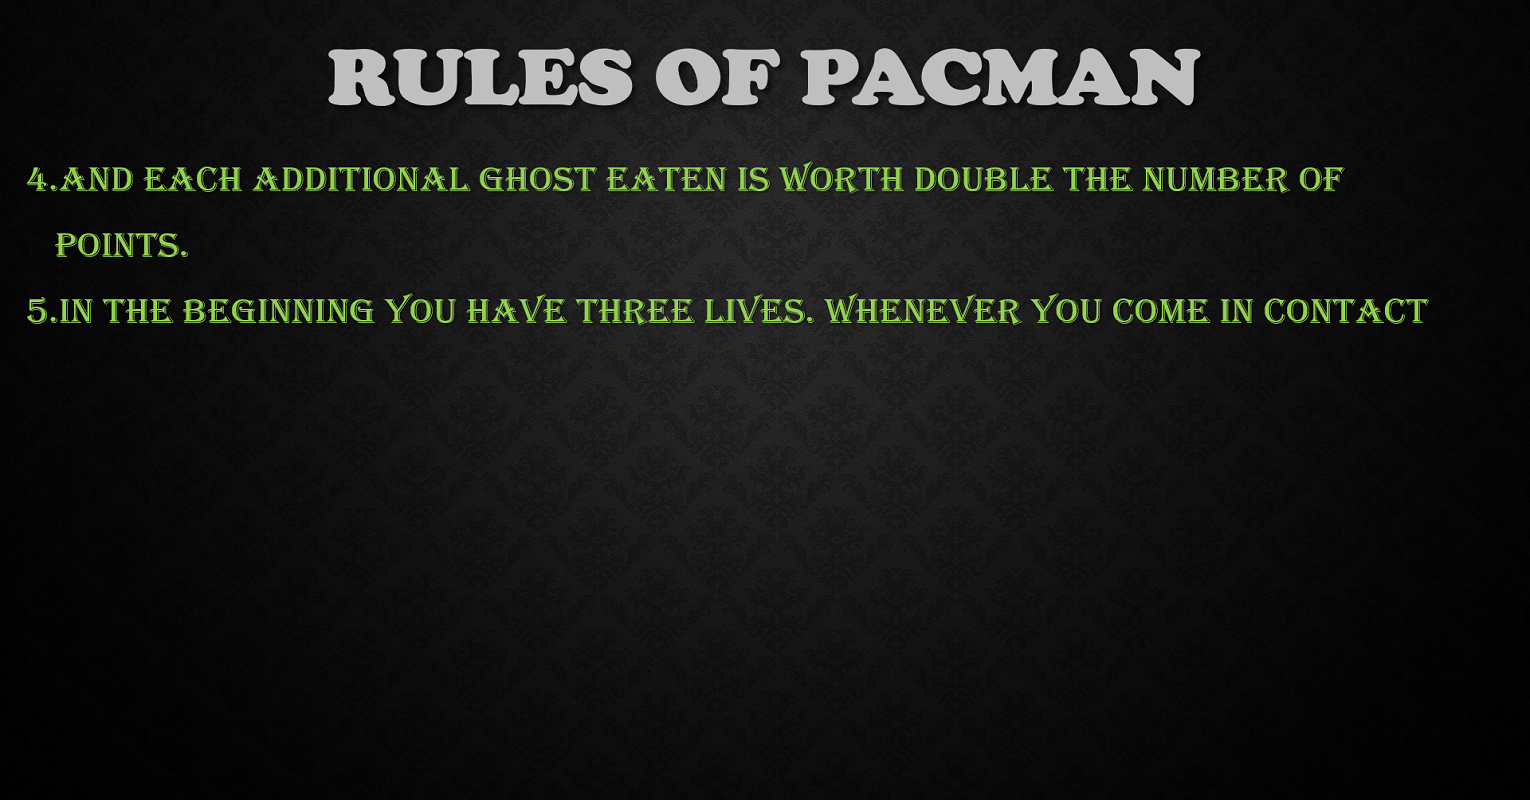 RULES OF PACMAN
4.AND EACH ADDITIONAL GHOST EATEN IS WORTH DOUBLE THE NUMBER OF
POINTS.
5.IN THE BEGINNING YOU HAVE THREE LIVES. WHENEVER YOU COME IN CONTACT